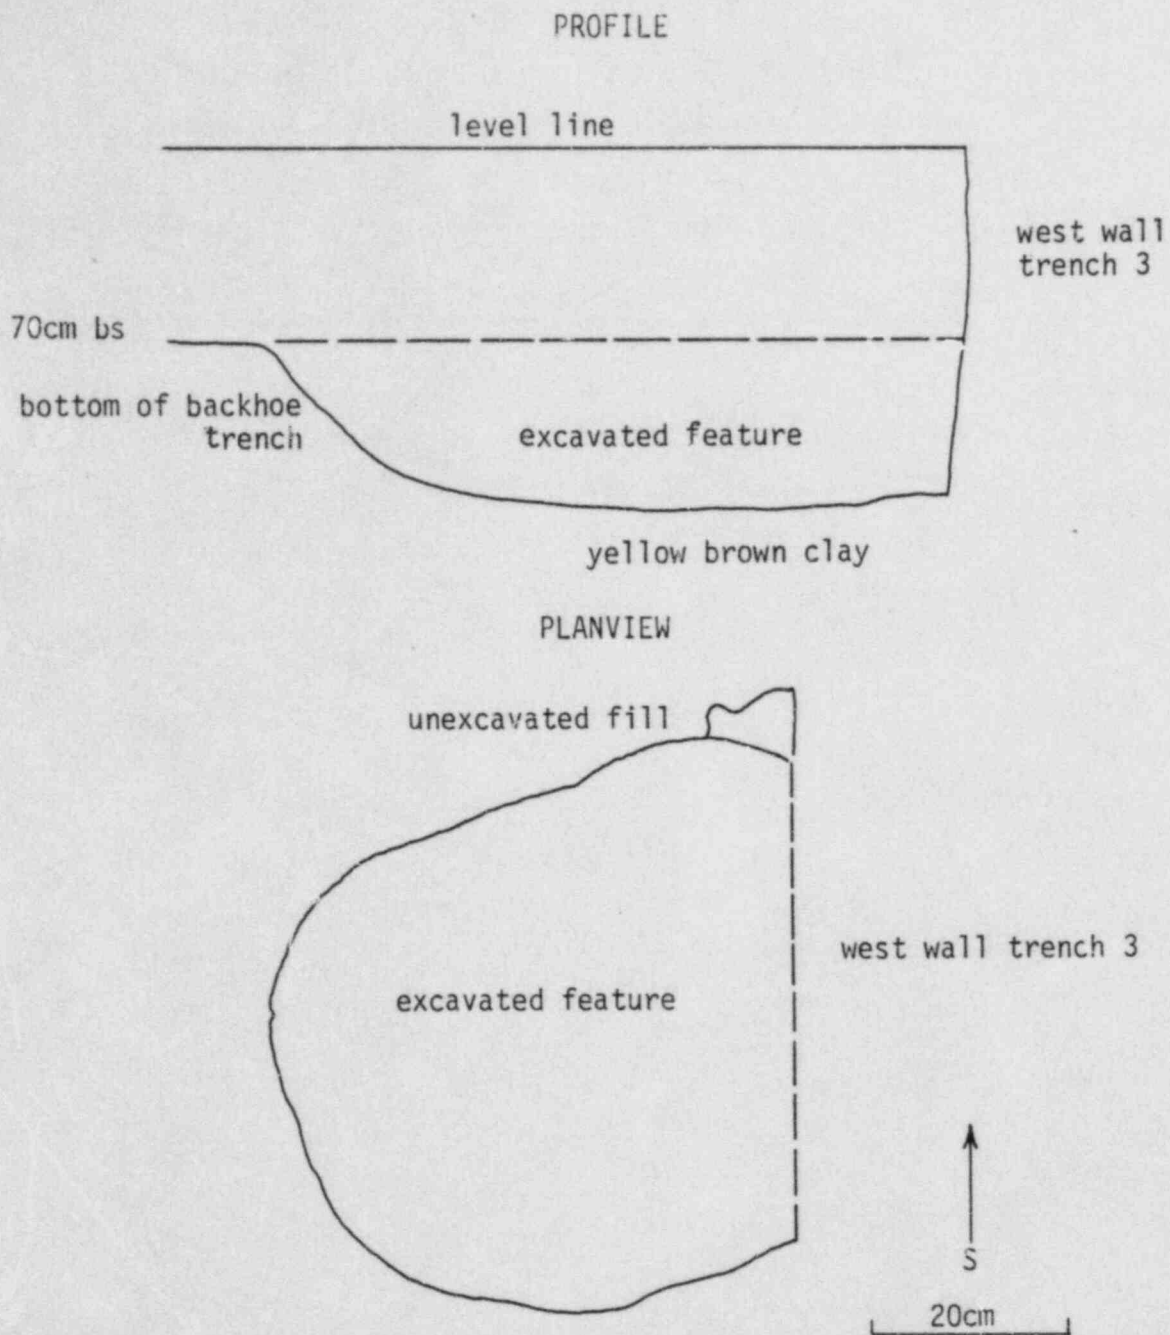 PROFILE
level line
west wall
trench 3
70cm bs
bottom of backhoe
trench
excavated feature
yellow brown clay
PLANVIEW
unexcavated fill
west wall trench 3
excavated feature
S
20cm